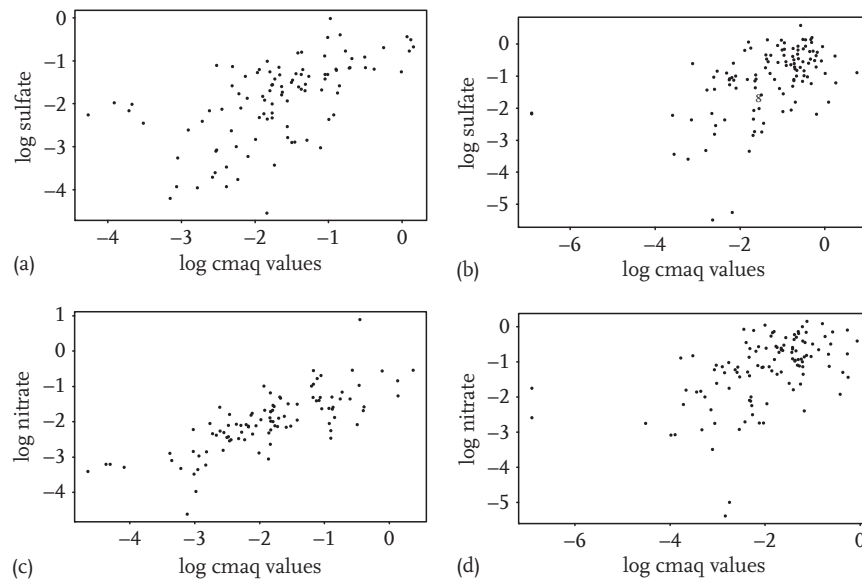 0
−1
−2
−3
−4
log sulfate
−4 −3 −2 −1 0
(a)
log cmaq values
0
−1
−2
−3
−4
−5
log sulfate
−6 −4 −2 0
(b)
log cmaq values
1
0
−1
−2
−3
−4
log nitrate
−4 −3 −2 −1 0
(c)
log cmaq values
0
−1
−2
−3
−4
−5
log nitrate
−6 −4 −2 0
(d)
log cmaq values